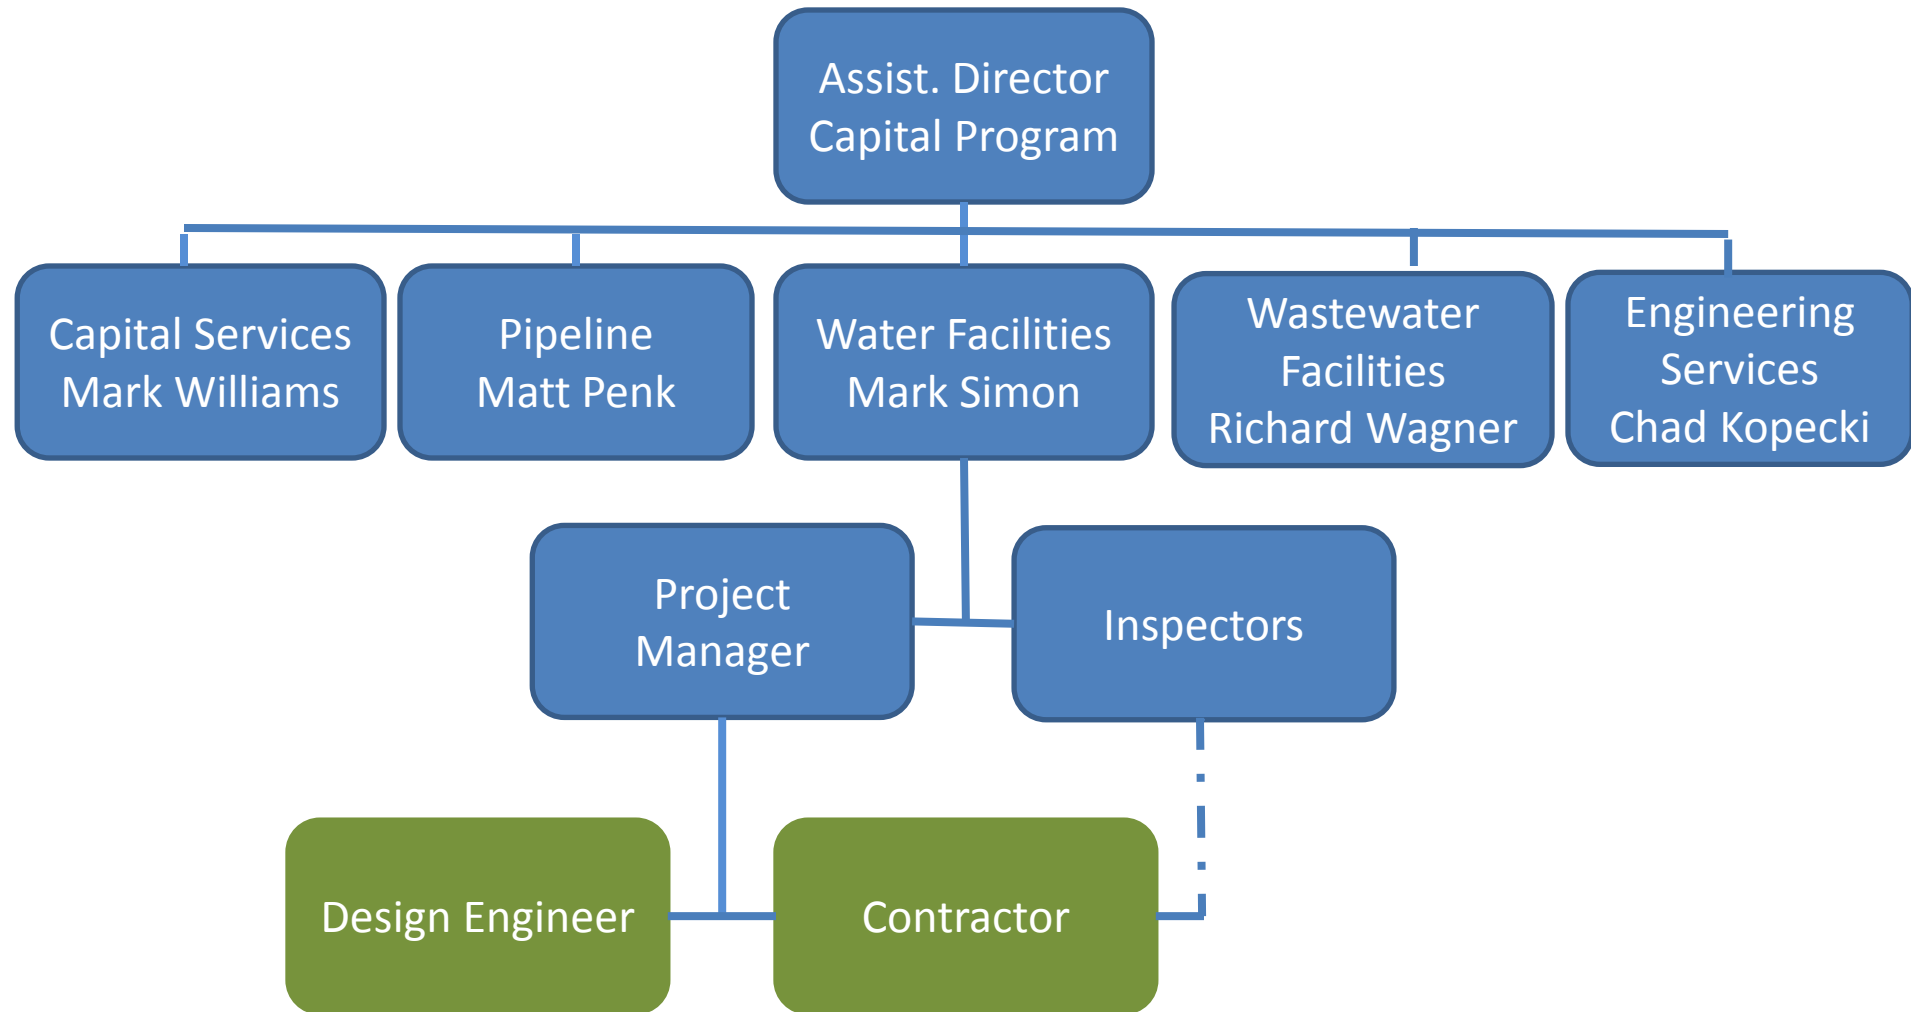 Assist. Director
Capital Program
Capital Services
Mark Williams
Pipeline
Matt Penk
Water Facilities
Mark Simon
Wastewater
Facilities
Richard Wagner
Engineering
Services
Chad Kopecki
Project
Manager
Inspectors
Design Engineer
Contractor